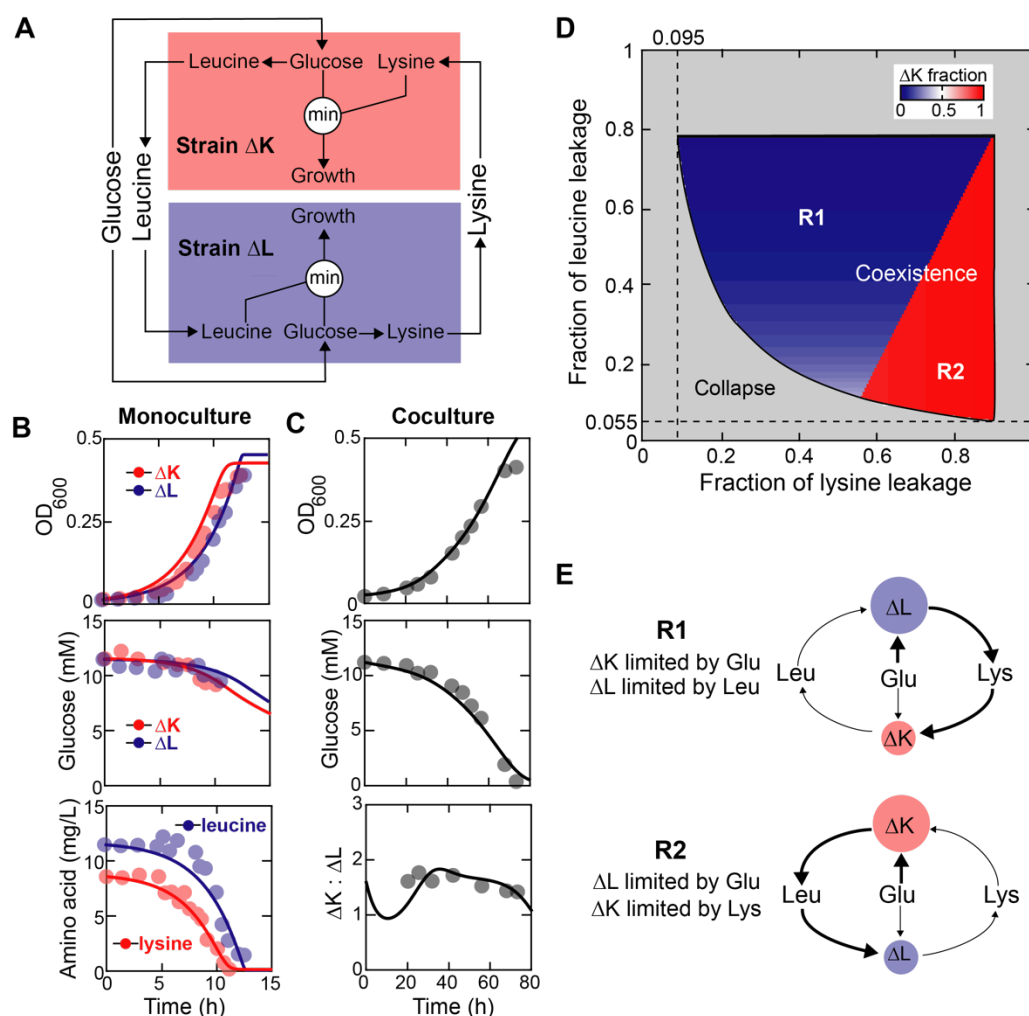 A
Leucine
Glucose
Lysine
min
Strain ΔK
Growth
Glucose
Leucine
Lysine
Growth
Strain ΔL
min
Leucine
Glucose
Lysine
B
Monoculture
0.5
ΔK
ΔL
0.25
0
OD600
15
10
5
0
Glucose (mM)
ΔK
ΔL
15
10
5
0
Amino acid (mg/L)
leucine
lysine
0
5
10
15
Time (h)
C
Coculture
0.5
0.25
0
OD600
15
10
5
0
Glucose (mM)
3
2
1
0
ΔK : ΔL
0
20
40
60
80
Time (h)
D
0.095
1
0.8
0.6
0.4
0.2
0.055
0
Fraction of leucine leakage
ΔK fraction
0
0.5
1
R1
Coexistence
R2
Collapse
0.2
0.4
0.6
0.8
1
Fraction of lysine leakage
E
R1
ΔK limited by Glu
ΔL limited by Leu
ΔL
Leu
Glu
Lys
ΔK
R2
ΔL limited by Glu
ΔK limited by Lys
ΔK
Leu
Glu
Lys
ΔL